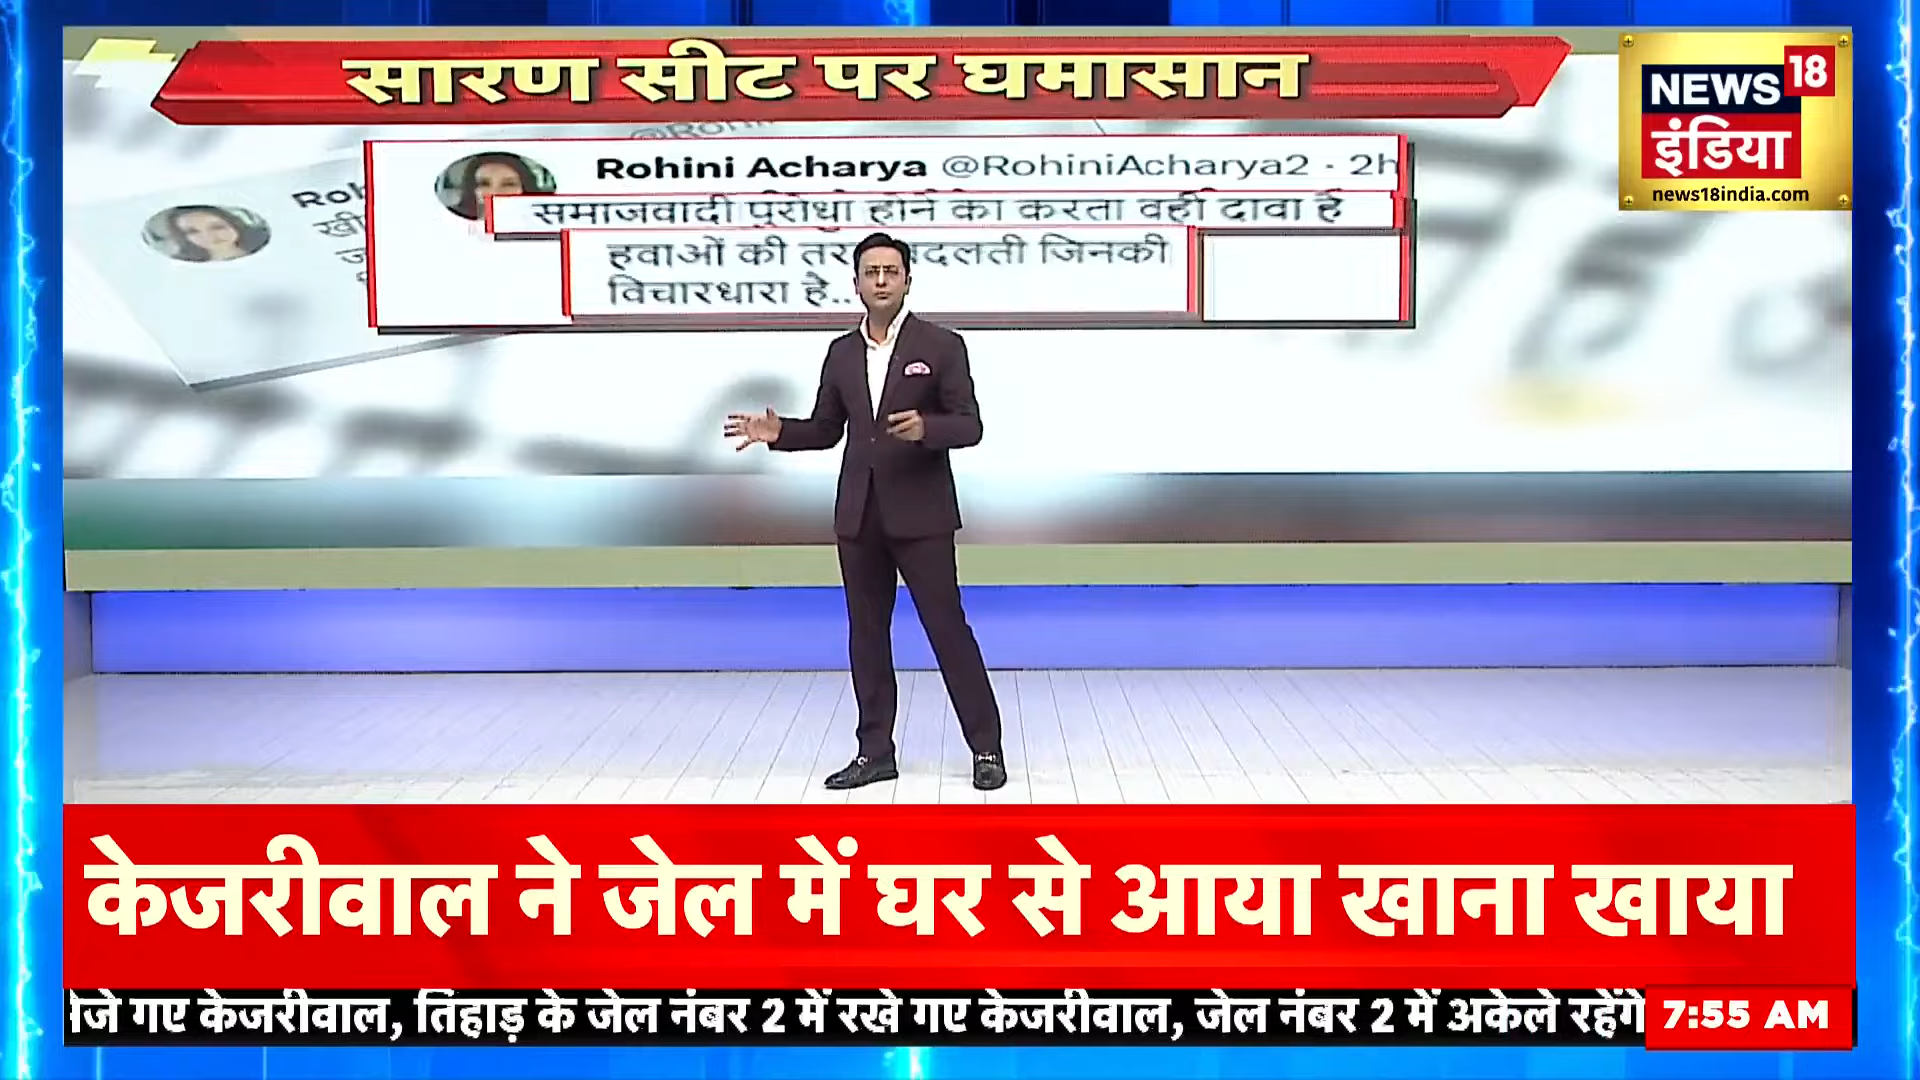 सारण सीट पर घमासान
NEWS 18
इंडिया
news18india.com
Rohini Acharya @RohiniAcharya2 · 2h
समाजवादी पुरोधा होने का करता वही दावा है
हवाओं की बदलती जिनकी
विचारधारा है..
केजरीवाल ने जेल में घर से आया खाना खाया
गए केजरीवाल, तिहाड़ के जेल नंबर 2 में रखे गए केजरीवाल, जेल नंबर 2 में अकेले रहेंगे
7:55 AM